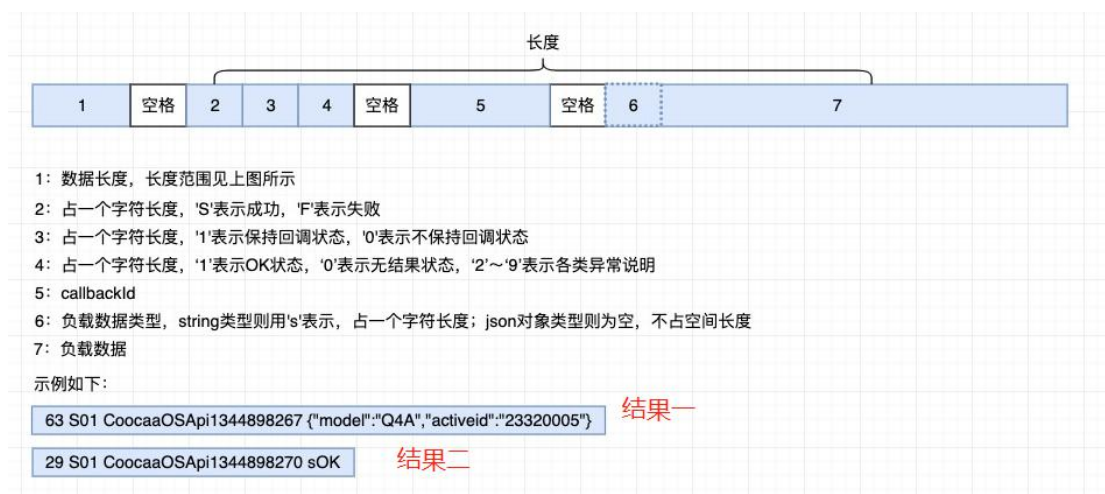 长度
1 空格 2 3 4 空格 5 空格 6 7
1：数据长度，长度范围见上图所示
2：占一个字符长度，'S'表示成功，'F'表示失败
3：占一个字符长度，'1'表示保持回调状态，'0'表示不保持回调状态
4：占一个字符长度，‘1’表示OK状态，‘0’表示无结果状态，‘2’～‘9’表示各类异常说明
5：callbackId
6：负载数据类型，string类型则用's'表示，占一个字符长度；json对象类型则为空，不占空间长度
7：负载数据
示例如下：
63 S01 CoocaaOSApi1344898267 {"model":"Q4A","activeid":"23320005"} 结果一
29 S01 CoocaaOSApi1344898270 sOK 结果二